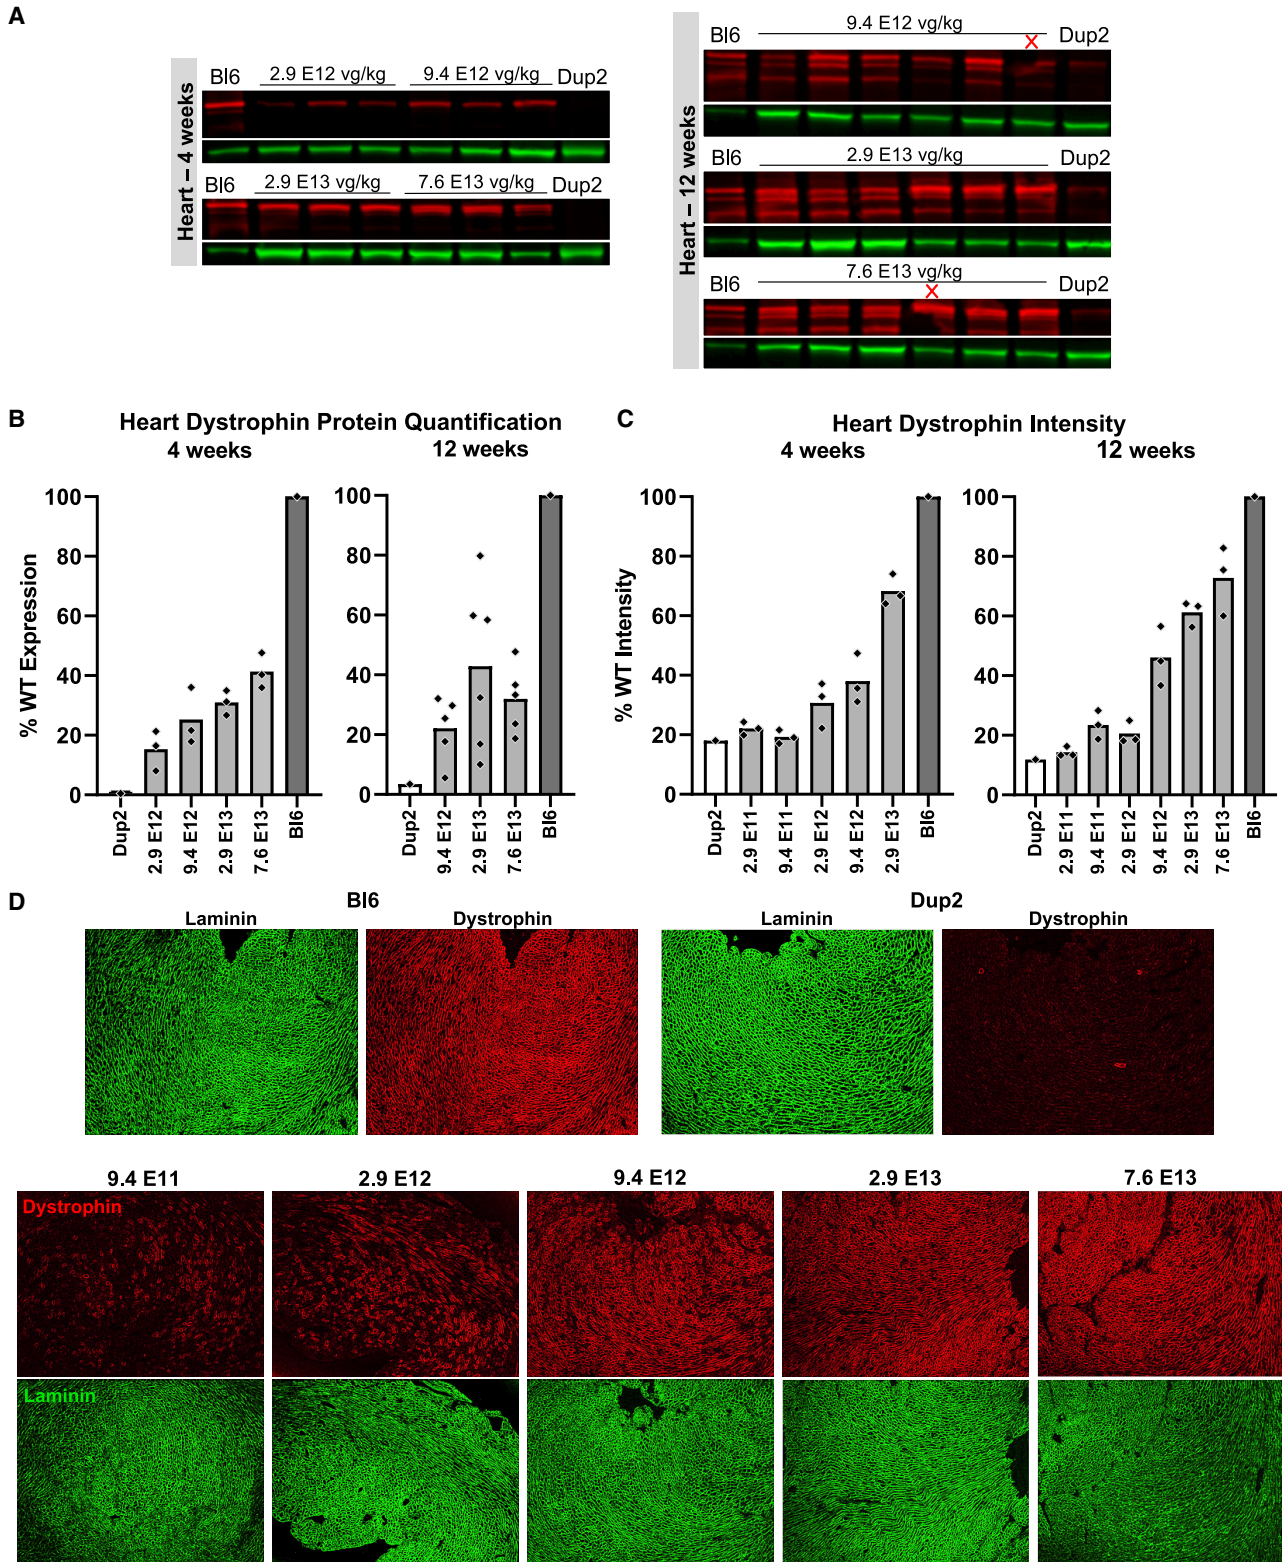 A
Heart – 4 weeks
Bl6 2.9 E12 vg/kg 9.4 E12 vg/kg Dup2
Bl6 2.9 E13 vg/kg 7.6 E13 vg/kg Dup2
Heart – 12 weeks
Bl6 9.4 E12 vg/kg Dup2
X
Bl6 2.9 E13 vg/kg Dup2
Bl6 7.6 E13 vg/kg Dup2
X
B
Heart Dystrophin Protein Quantification
4 weeks 12 weeks
% WT Expression
100
80
60
40
20
0
Dup2
2.9 E12
9.4 E12
2.9 E13
7.6 E13
Bl6
100
80
60
40
20
0
Dup2
9.4 E12
2.9 E13
7.6 E13
Bl6
C
Heart Dystrophin Intensity
4 weeks 12 weeks
% WT Intensity
100
80
60
40
20
0
Dup2
2.9 E11
9.4 E11
2.9 E12
9.4 E12
2.9 E13
Bl6
100
80
60
40
20
0
Dup2
2.9 E11
9.4 E11
2.9 E12
9.4 E12
2.9 E13
7.6 E13
Bl6
D
Bl6 Dup2
Laminin Dystrophin Laminin Dystrophin
9.4 E11 2.9 E12 9.4 E12 2.9 E13 7.6 E13
Dystrophin
Laminin